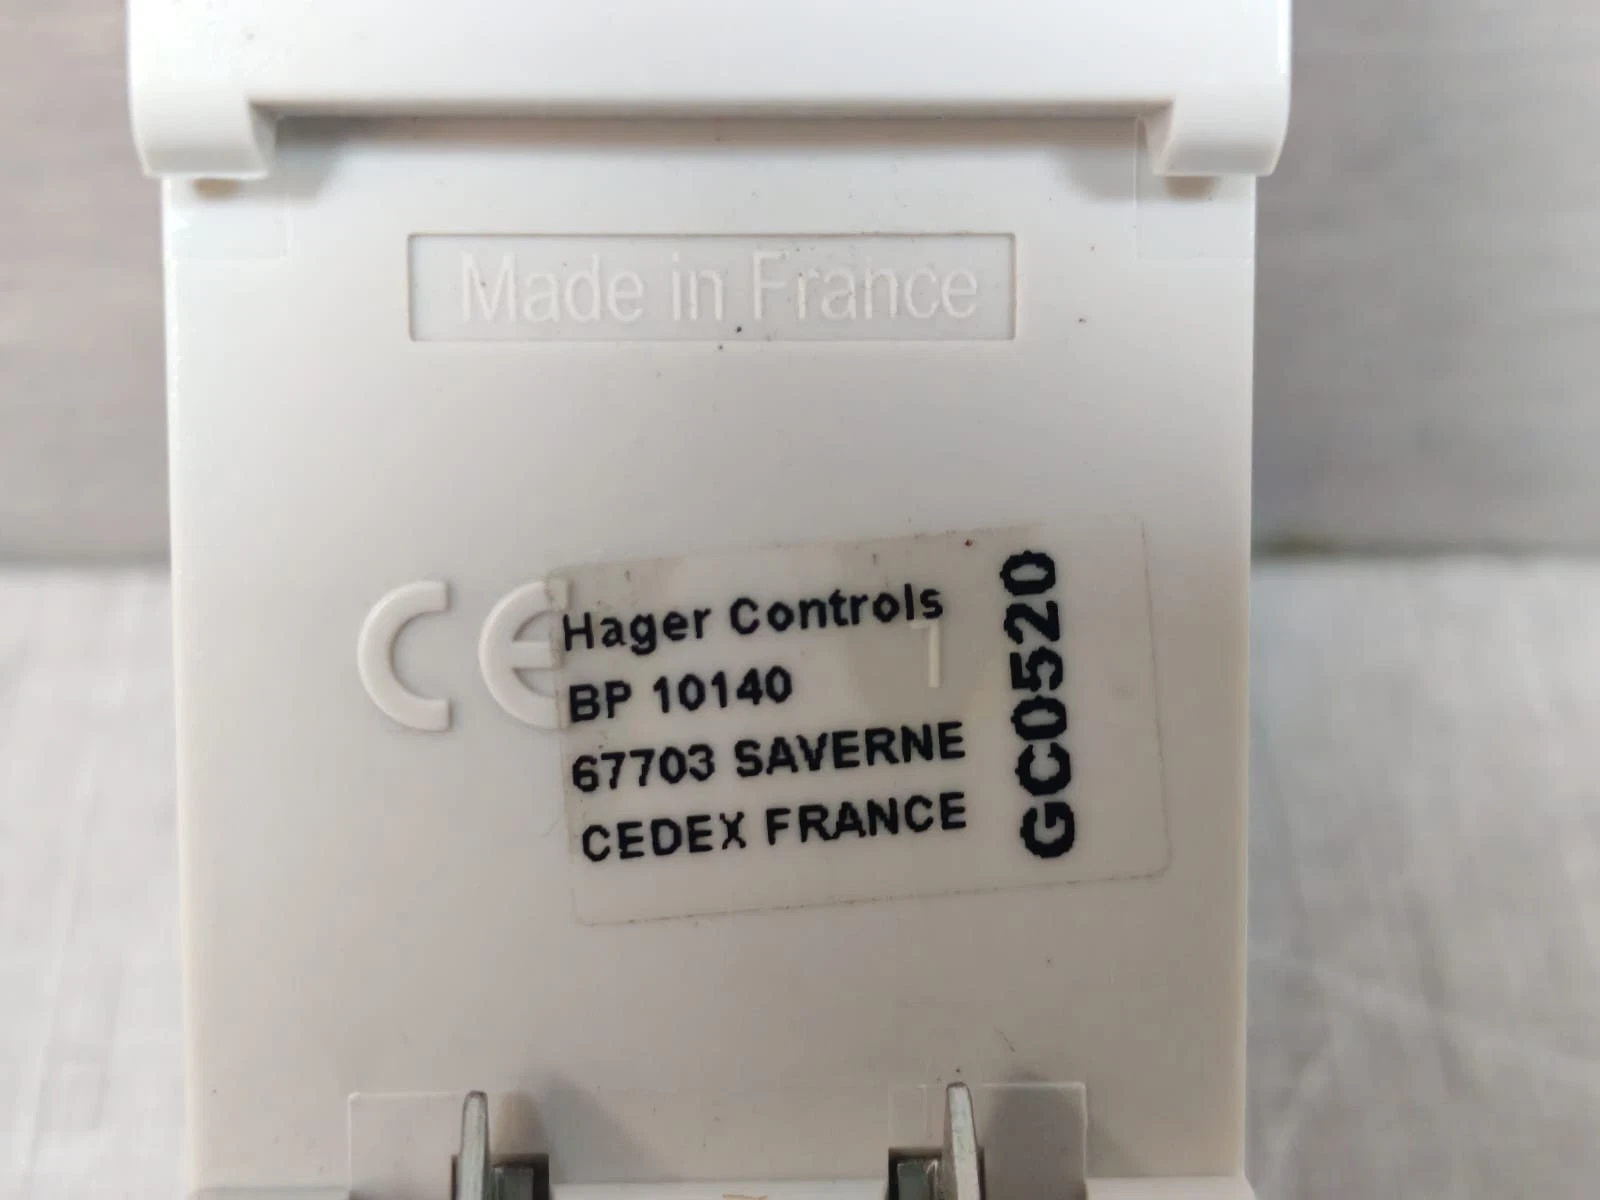 Made in France
CE
Hager Controls
BP 10140
67703 SAVERNE
CEDEX FRANCE
GC0520